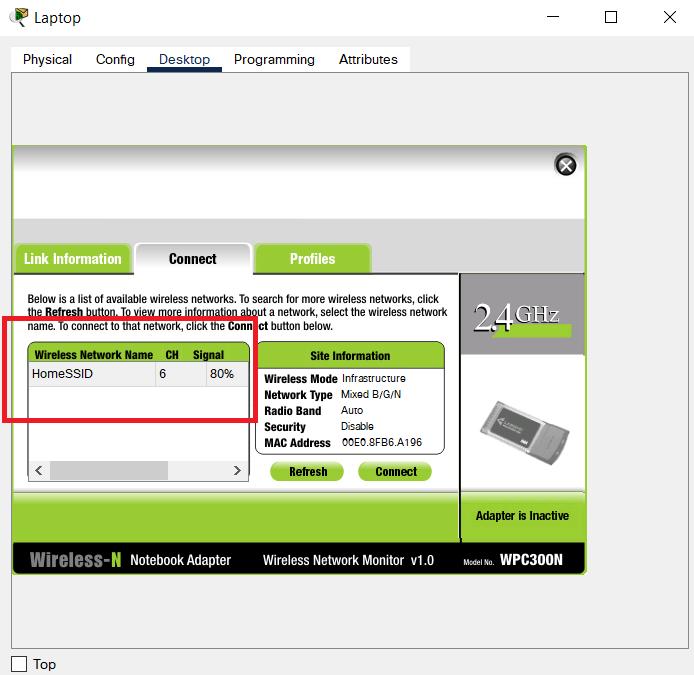 Laptop
Physical Config Desktop Programming Attributes
Link Information Connect Profiles
Below is a list of available wireless networks. To search for more wireless networks, click
the Refresh button. To view more information about a network, select the wireless network
name. To connect to that network, click the Connect button below.
Wireless Network Name CH Signal
HomeSSID 6 80%
Site Information
Wireless Mode Infrastructure
Network Type Mixed B/G/N
Radio Band Auto
Security Disable
MAC Address 00E0.8FB6.A196
Refresh Connect
2.4GHz
Adapter is Inactive
Wireless-N Notebook Adapter Wireless Network Monitor v1.0 Model No. WPC300N
Top